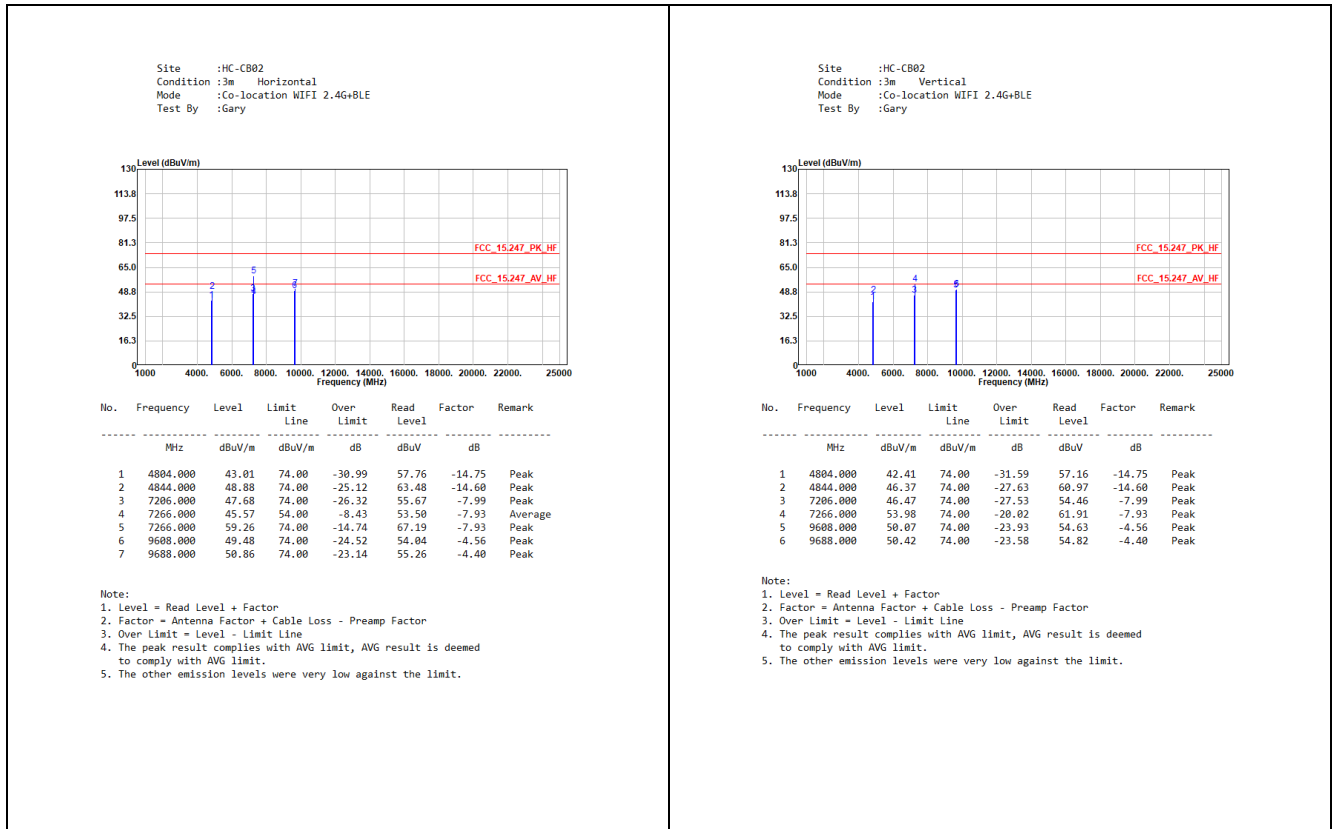 Site :HC-CB02
Condition :3m Horizontal
Mode :Co-location WIFI 2.4G+BLE
Test By :Gary
Level (dBuV/m)
130
113.8
97.5
81.3
FCC_15.247_PK_HF
65.0
5
FCC_15.247_AV_HF
48.8
2
1
7
32.5
16.3
0
1000 4000. 6000. 8000. 10000. 12000. 14000. 16000. 18000. 20000. 22000. 25000
Frequency (MHz)
No. Frequency Level Limit Over Read Factor Remark
Line Limit Level
------ ----------- -------- --------- -------- --------- -------- ---------
MHz dBuV/m dBuV/m dB dBuV dB
1 4804.000 43.01 74.00 -30.99 57.76 -14.75 Peak
2 4844.000 48.88 74.00 -25.12 63.48 -14.60 Peak
3 7206.000 47.68 74.00 -26.32 55.67 -7.99 Peak
4 7266.000 45.57 54.00 -8.43 53.50 -7.93 Average
5 7266.000 59.26 74.00 -14.74 67.19 -7.93 Peak
6 9608.000 49.48 74.00 -24.52 54.04 -4.56 Peak
7 9688.000 50.86 74.00 -23.14 55.26 -4.40 Peak
Note:
1. Level = Read Level + Factor
2. Factor = Antenna Factor + Cable Loss - Preamp Factor
3. Over Limit = Level - Limit Line
4. The peak result complies with AVG limit, AVG result is deemed
to comply with AVG limit.
5. The other emission levels were very low against the limit.
Site :HC-CB02
Condition :3m Vertical
Mode :Co-location WIFI 2.4G+BLE
Test By :Gary
Level (dBuV/m)
130
113.8
97.5
81.3
FCC_15.247_PK_HF
65.0
FCC_15.247_AV_HF
4
48.8
2
3
32.5
16.3
0
1000 4000. 6000. 8000. 10000. 12000. 14000. 16000. 18000. 20000. 22000. 25000
Frequency (MHz)
No. Frequency Level Limit Over Read Factor Remark
Line Limit Level
------ ----------- -------- --------- -------- --------- -------- ---------
MHz dBuV/m dBuV/m dB dBuV dB
1 4804.000 42.41 74.00 -31.59 57.16 -14.75 Peak
2 4844.000 46.37 74.00 -27.63 60.97 -14.60 Peak
3 7206.000 46.47 74.00 -27.53 54.46 -7.99 Peak
4 7266.000 53.98 74.00 -20.02 61.91 -7.93 Peak
5 9608.000 50.07 74.00 -23.93 54.63 -4.56 Peak
6 9688.000 50.42 74.00 -23.58 54.82 -4.40 Peak
Note:
1. Level = Read Level + Factor
2. Factor = Antenna Factor + Cable Loss - Preamp Factor
3. Over Limit = Level - Limit Line
4. The peak result complies with AVG limit, AVG result is deemed
to comply with AVG limit.
5. The other emission levels were very low against the limit.